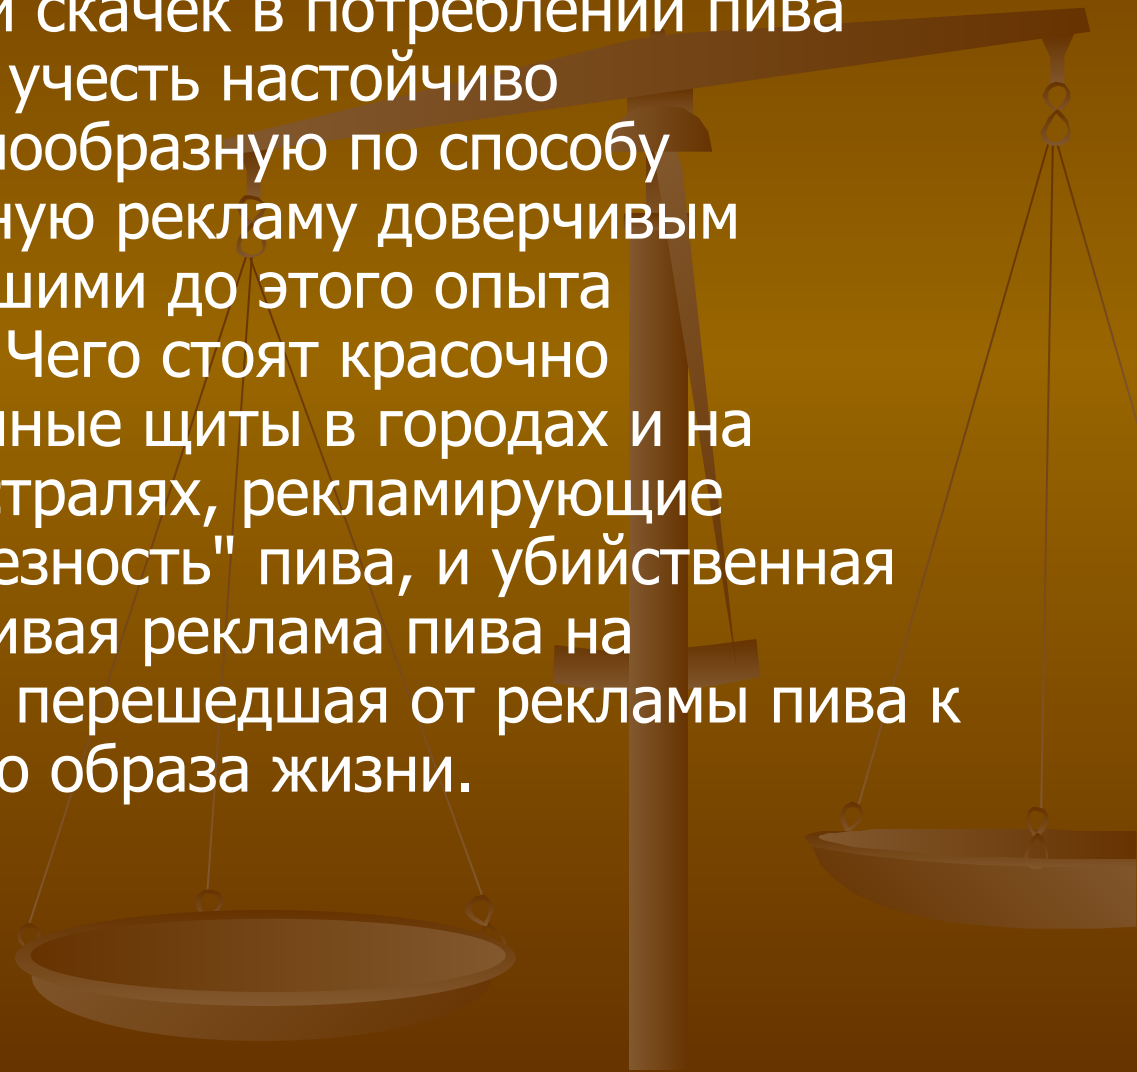 й скачек в потреблении пива
учесть настойчиво
нообразную по способу
ную рекламу доверчивым
шими до этого опыта
Чего стоят красочно
нные щиты в городах и на
стралях, рекламирующие
езность" пива, и убийственная
ивая реклама пива на
перешедшая от рекламы пива к
о образа жизни.